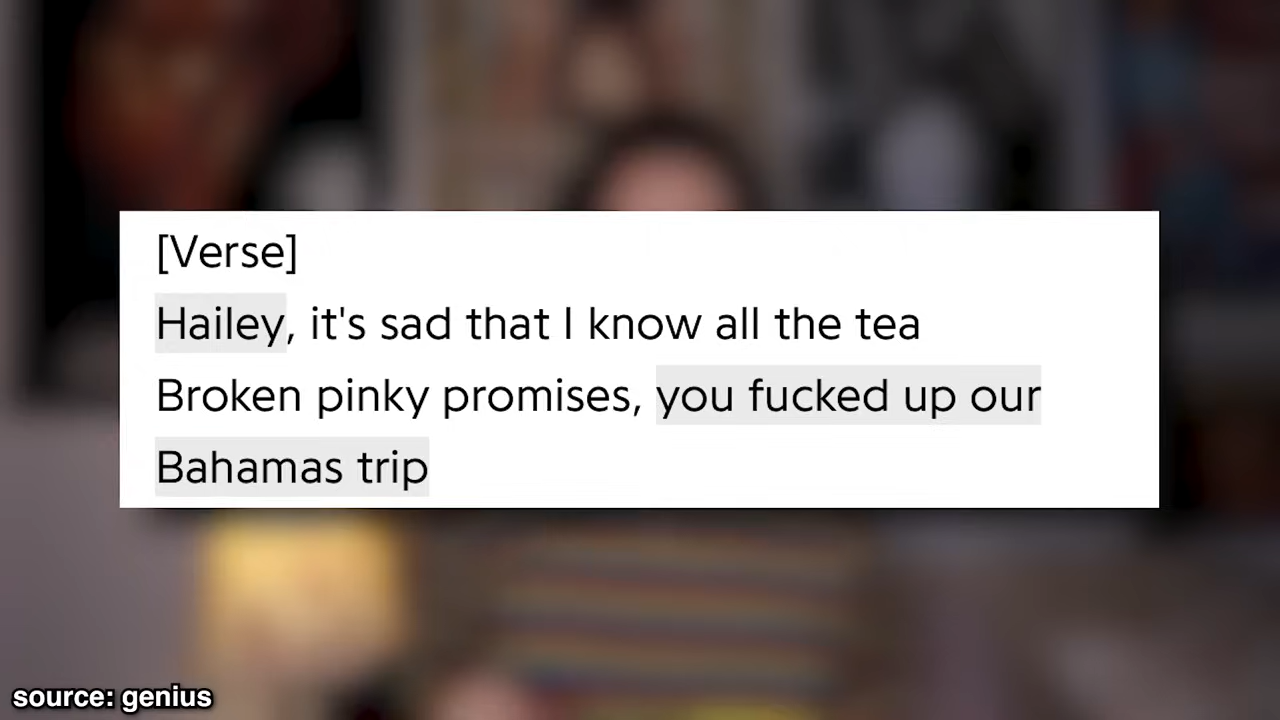 [Verse]
Hailey, it's sad that I know all the tea
Broken pinky promises, you fucked up our
Bahamas trip
source: genius